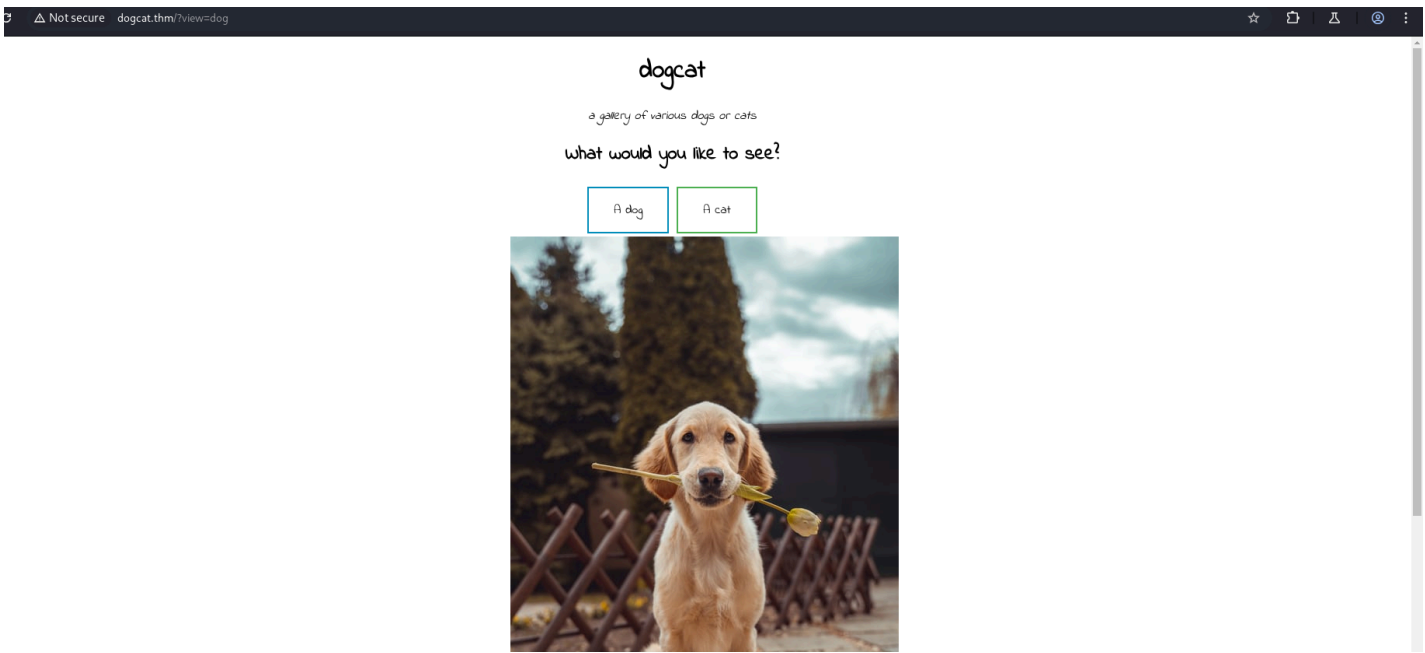 Not secure dogcat.thm/?view=dog
dogcat
a gallery of various dogs or cats
What would you like to see?
A dog A cat